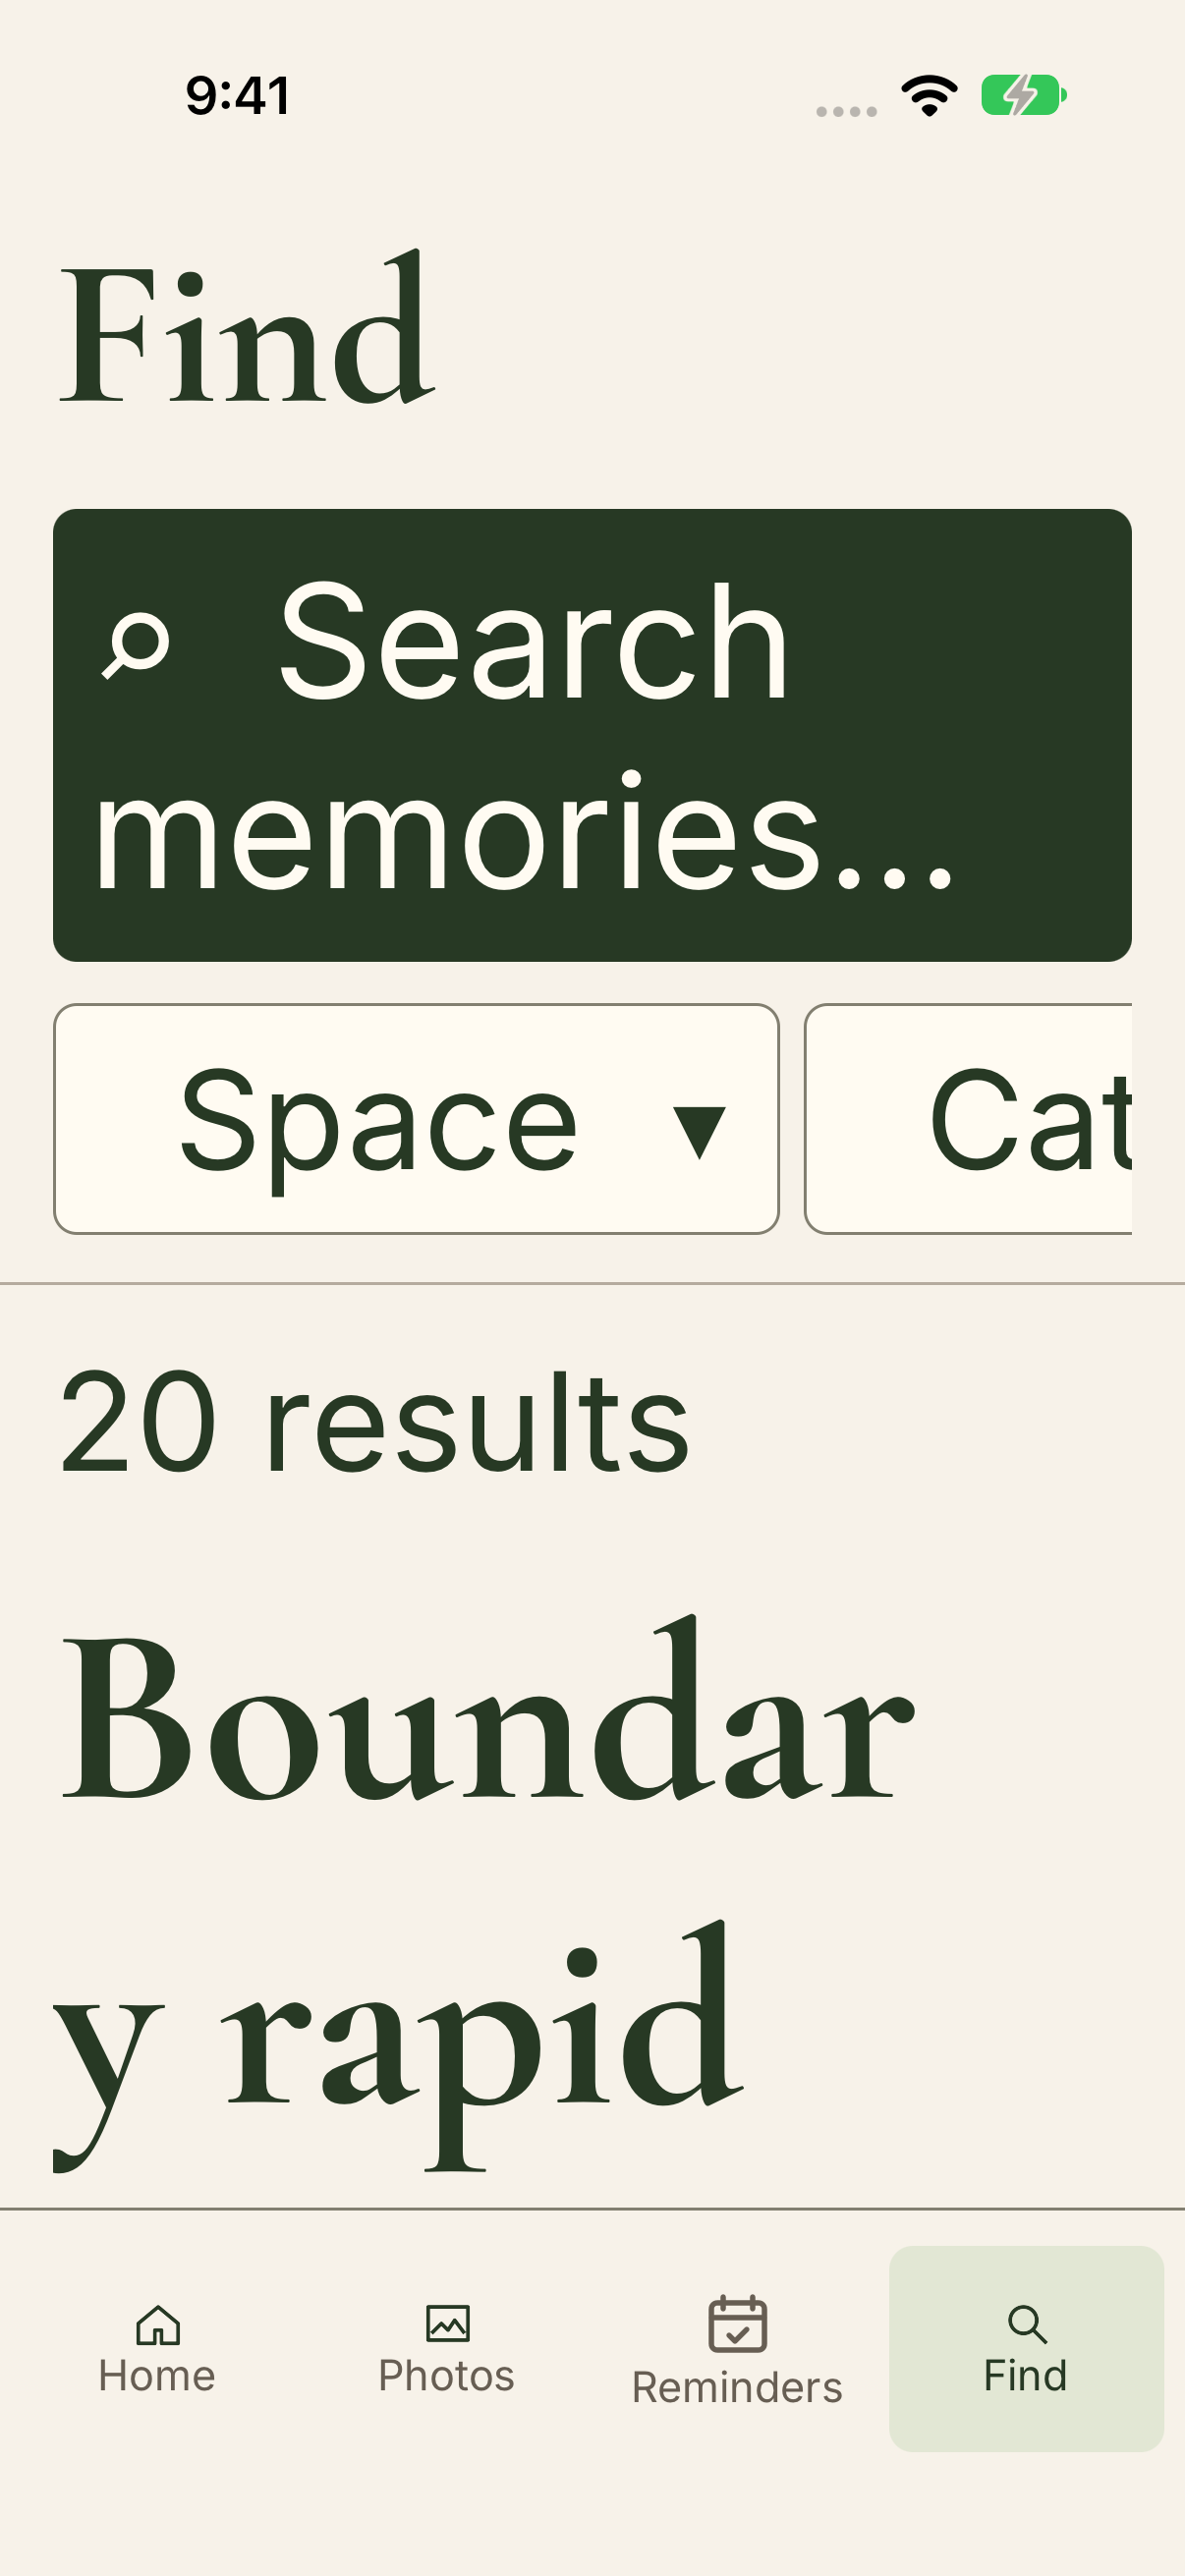 9:41
Find
⌕ Search
memories...
Space ▼
Cat
20 results
Boundar
y rapid
Home
Photos
Reminders
Find